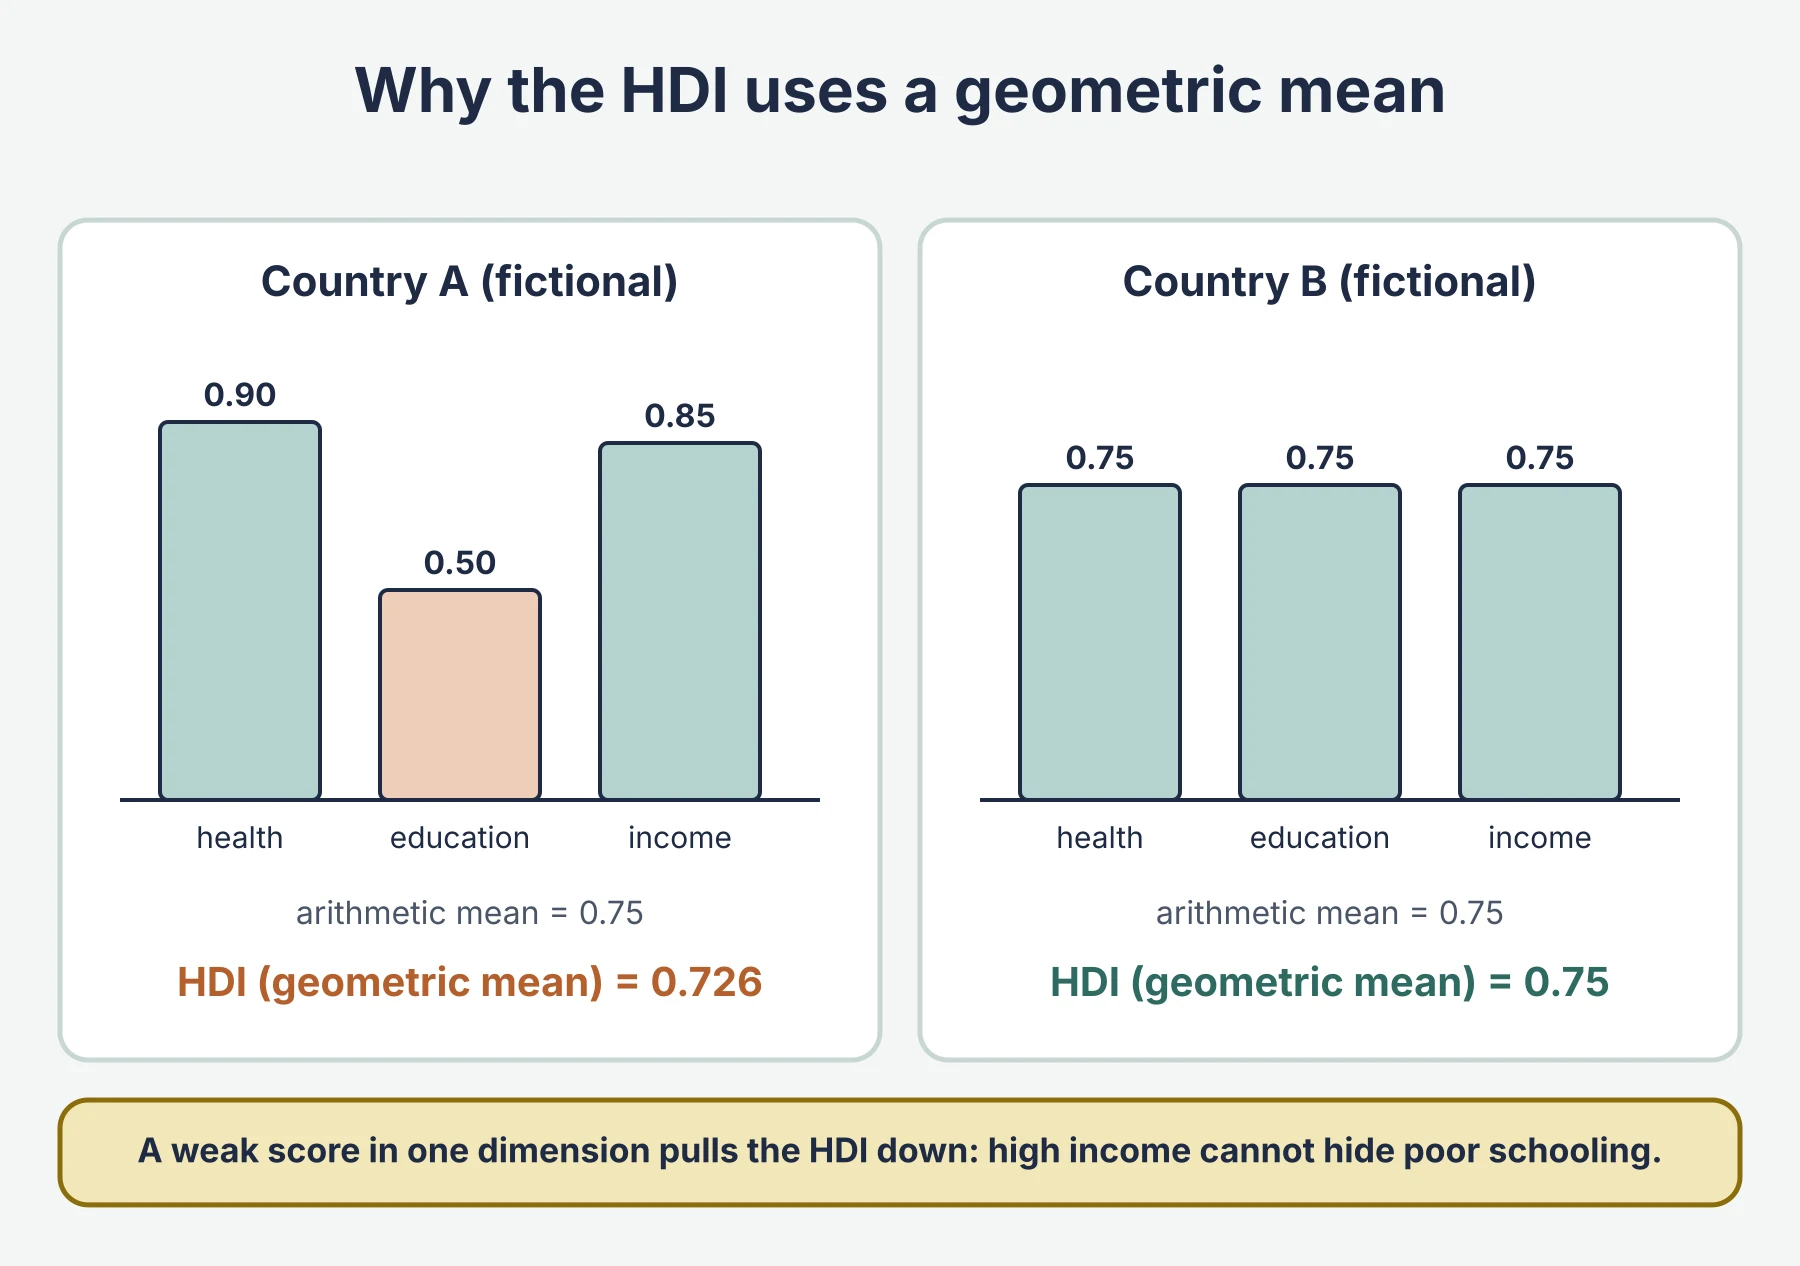 Why the HDI uses a geometric mean
Country A (fictional)
0.90
0.50
0.85
health
education
income
arithmetic mean = 0.75
HDI (geometric mean) = 0.726
Country B (fictional)
0.75
0.75
0.75
health
education
income
arithmetic mean = 0.75
HDI (geometric mean) = 0.75
A weak score in one dimension pulls the HDI down: high income cannot hide poor schooling.